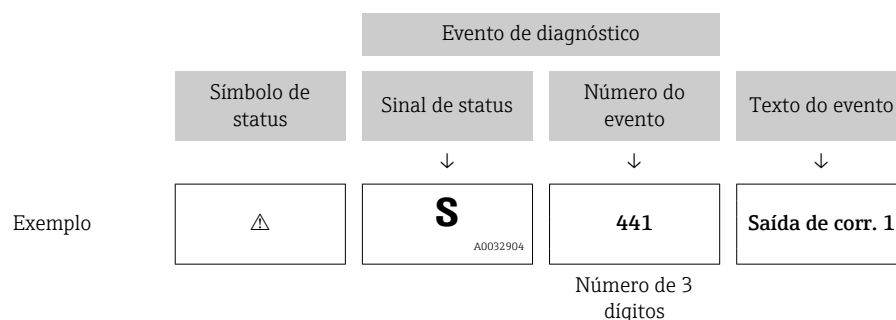 Evento de diagnóstico
Símbolo de
status
Sinal de status
Número do
evento
Texto do evento
↓ ↓ ↓
Exemplo ⚠ S 441 Saída de corr. 1
A0032904
Número de 3
dígitos